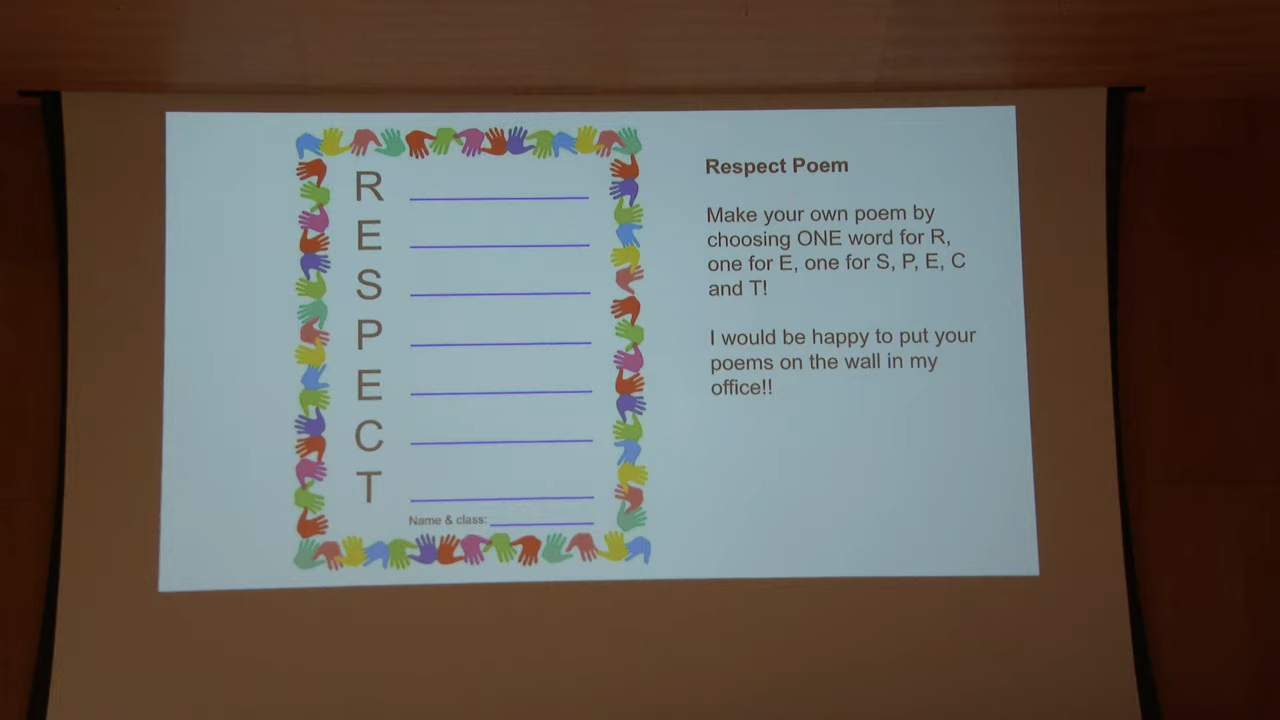 R
E
S
P
E
C
T
Name & class:
Respect Poem
Make your own poem by
choosing ONE word for R,
one for E, one for S, P, E, C
and T!
I would be happy to put your
poems on the wall in my
office!!